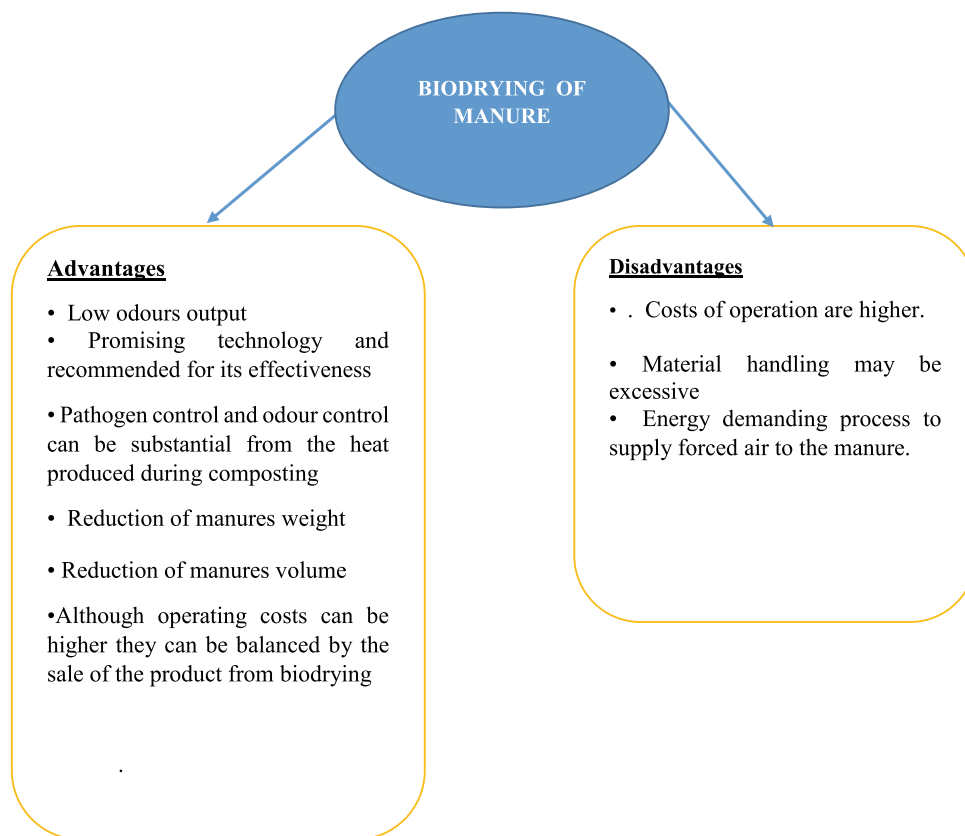 BIODRYING OF
MANURE
Advantages
• Low odours output
• Promising technology and
recommended for its effectiveness
• Pathogen control and odour control
can be substantial from the heat
produced during composting
• Reduction of manures weight
• Reduction of manures volume
•Although operating costs can be
higher they can be balanced by the
sale of the product from biodrying
.
Disadvantages
• . Costs of operation are higher.
• Material handling may be
excessive
• Energy demanding process to
supply forced air to the manure.